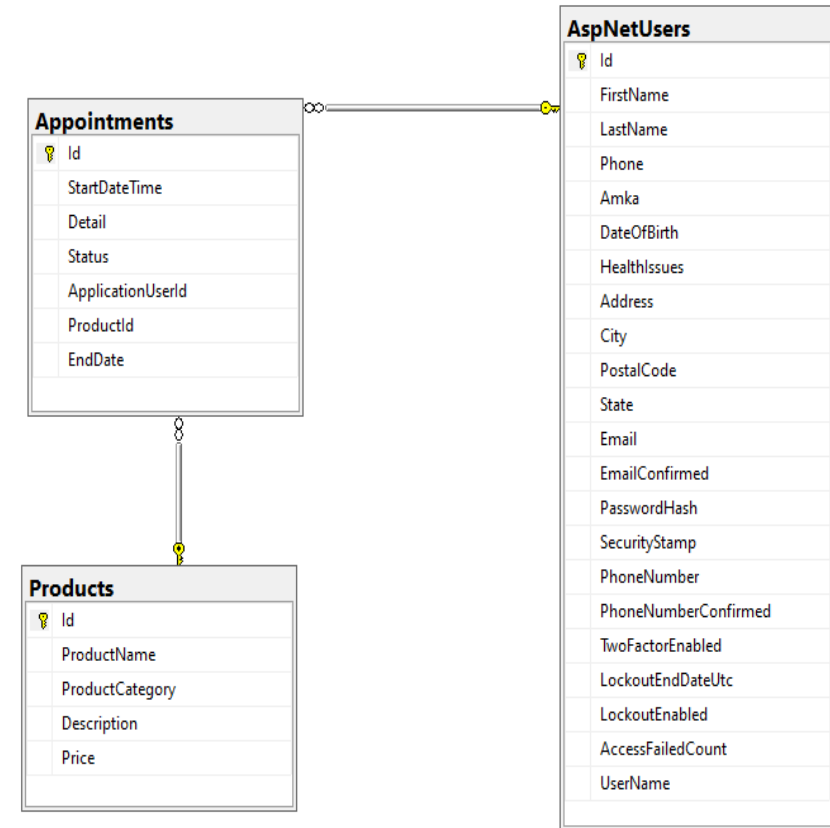 Appointments
Id
StartDateTime
Detail
Status
ApplicationUserId
ProductId
EndDate
Products
Id
ProductName
ProductCategory
Description
Price
AspNetUsers
Id
FirstName
LastName
Phone
Amka
DateOfBirth
HealthIssues
Address
City
PostalCode
State
Email
EmailConfirmed
PasswordHash
SecurityStamp
PhoneNumber
PhoneNumberConfirmed
TwoFactorEnabled
LockoutEndDateUtc
LockoutEnabled
AccessFailedCount
UserName